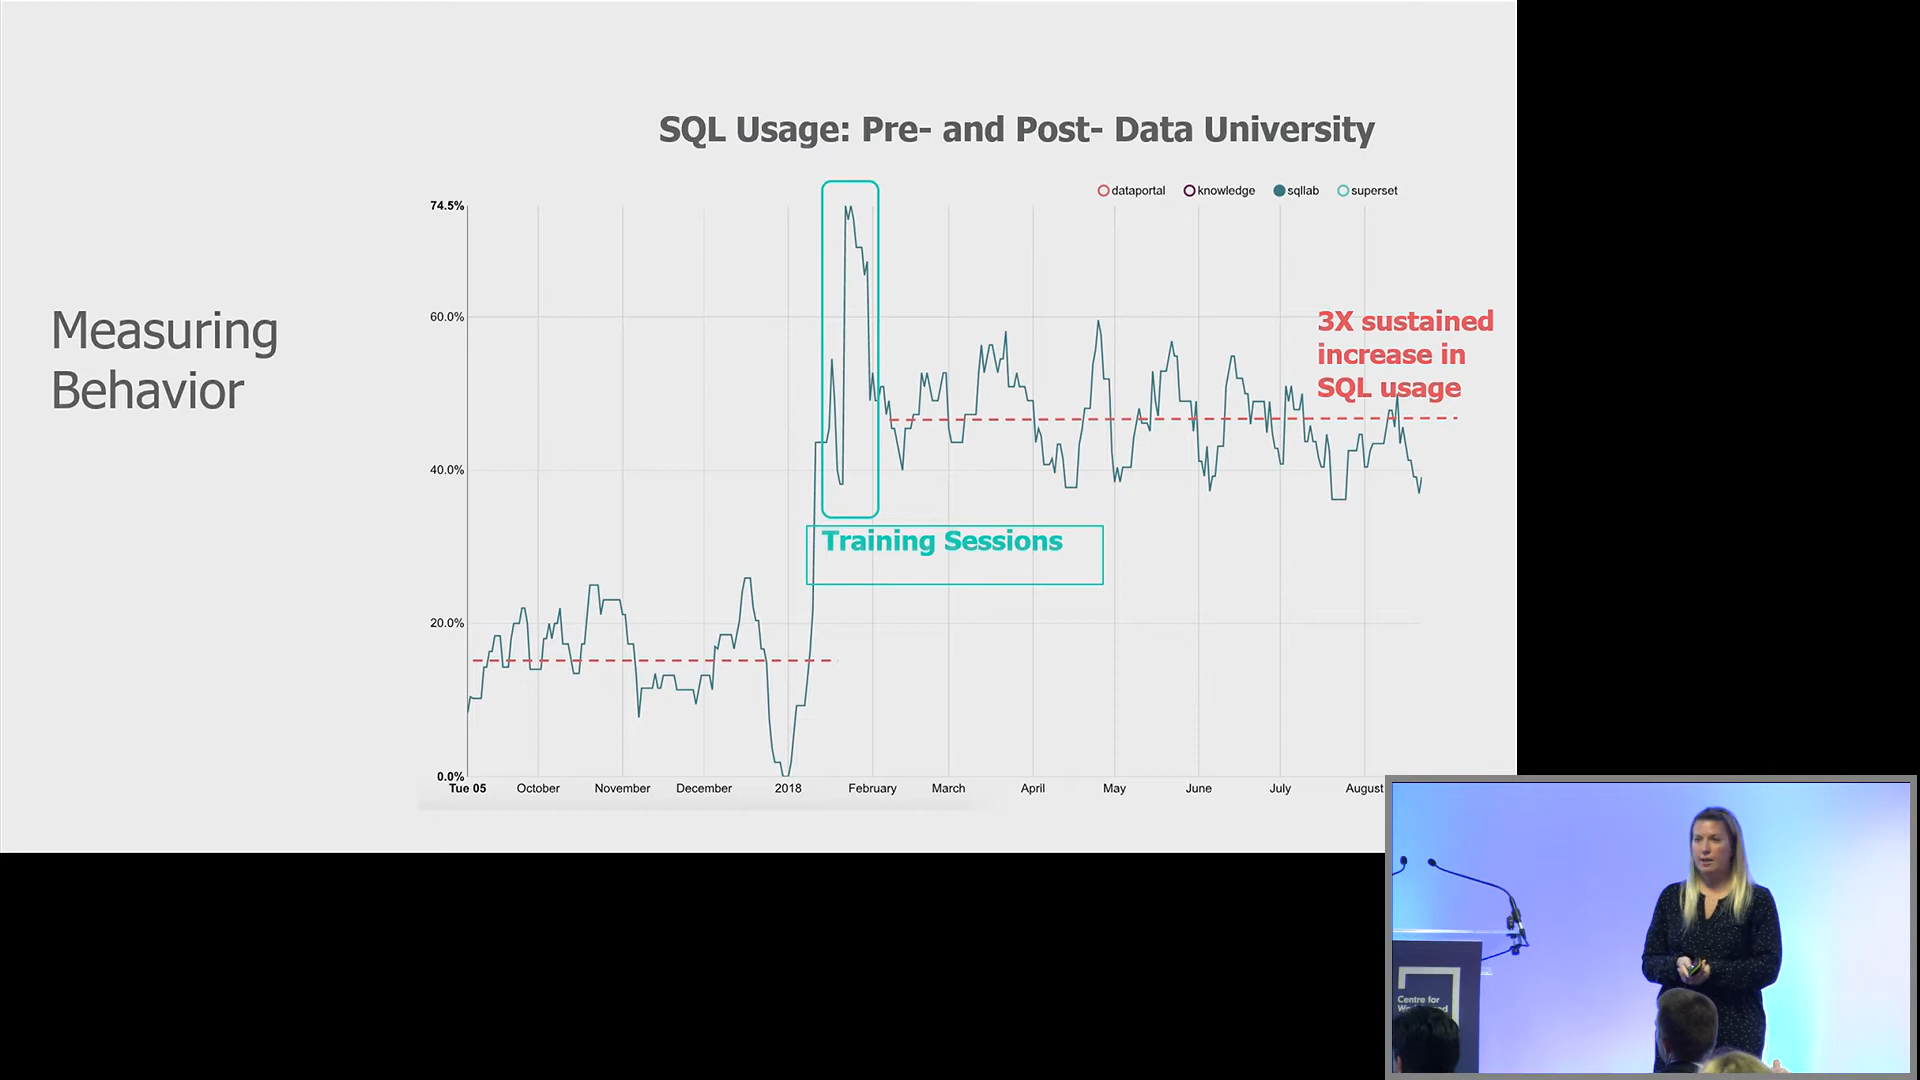 SQL Usage: Pre- and Post- Data University
dataportal knowledge sqllab superset
Measuring
Behavior
74.5%
60.0%
40.0%
20.0%
0.0%
3X sustained
increase in
SQL usage
Training Sessions
Tue 05 October November December 2018 February March April May June July August
Centre for